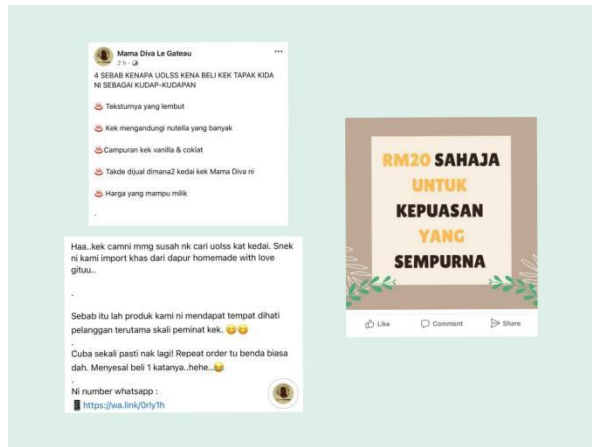 Mama Diva Le Gateau
2 h
4 SEBAB KENAPA UOLSS KENA BELI KEK TAPAK KIDA
NI SEBAGAI KUDAP-KUDAPAN
♨️ Teksturnya yang lembut
♨️ Kek mengandungi nutella yang banyak
♨️Campuran kek vanilla & coklat
♨️ Takde dijual dimana2 kedai kek Mama Diva ni
♨️ Harga yang mampu milik
.
Haa..kek camni mmg susah nk cari uolss kat kedai. Snek
ni kami import khas dari dapur homemade with love
gituu..
.
Sebab itu lah produk kami ni mendapat tempat dihati
pelanggan terutama skali peminat kek. 😋😋
.
Cuba sekali pasti nak lagi! Repeat order tu benda biasa
dah. Menyesal beli 1 katanya..hehe..😂
.
Ni number whatsapp :
📱https://wa.link/0rly1h
RM20 SAHAJA
UNTUK
KEPUASAN
YANG
SEMPURNA
Like Comment Share